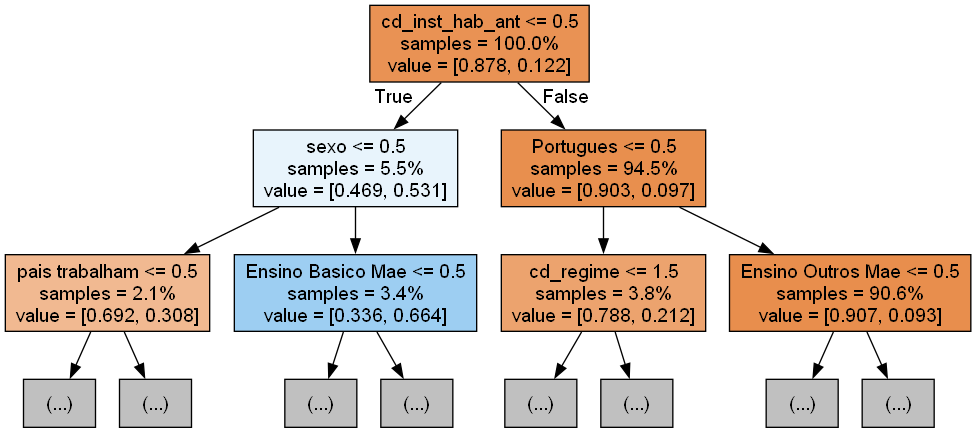 cd_inst_hab_ant <= 0.5
samples = 100.0%
value = [0.878, 0.122]
True
False
sexo <= 0.5
samples = 5.5%
value = [0.469, 0.531]
Portugues <= 0.5
samples = 94.5%
value = [0.903, 0.097]
pais trabalham <= 0.5
samples = 2.1%
value = [0.692, 0.308]
Ensino Basico Mae <= 0.5
samples = 3.4%
value = [0.336, 0.664]
cd_regime <= 1.5
samples = 3.8%
value = [0.788, 0.212]
Ensino Outros Mae <= 0.5
samples = 90.6%
value = [0.907, 0.093]
(...)
(...)
(...)
(...)
(...)
(...)
(...)
(...)